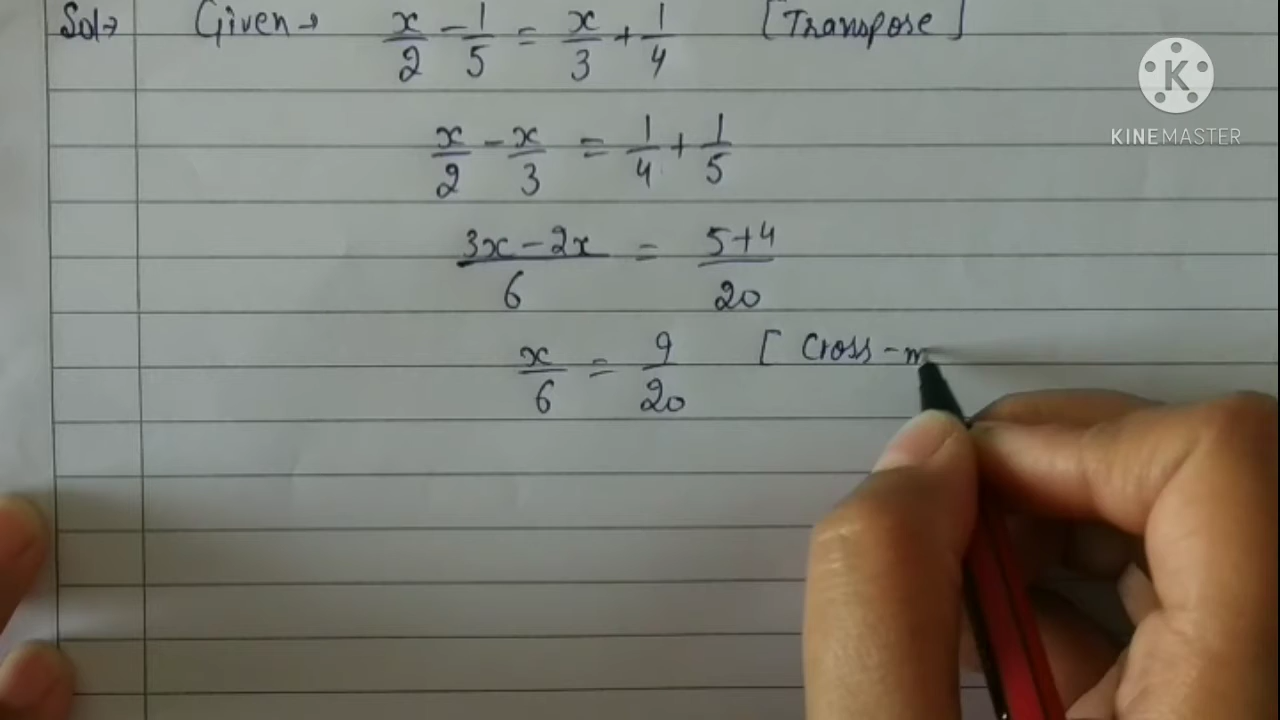 Sol→ Given → x/2 - 1/5 = x/3 + 1/4 [Transpose]
K
KINEMASTER
x/2 - x/3 = 1/4 + 1/5
3x - 2x/6 = 5+4/20
x/6 = 9/20 [Cross - m